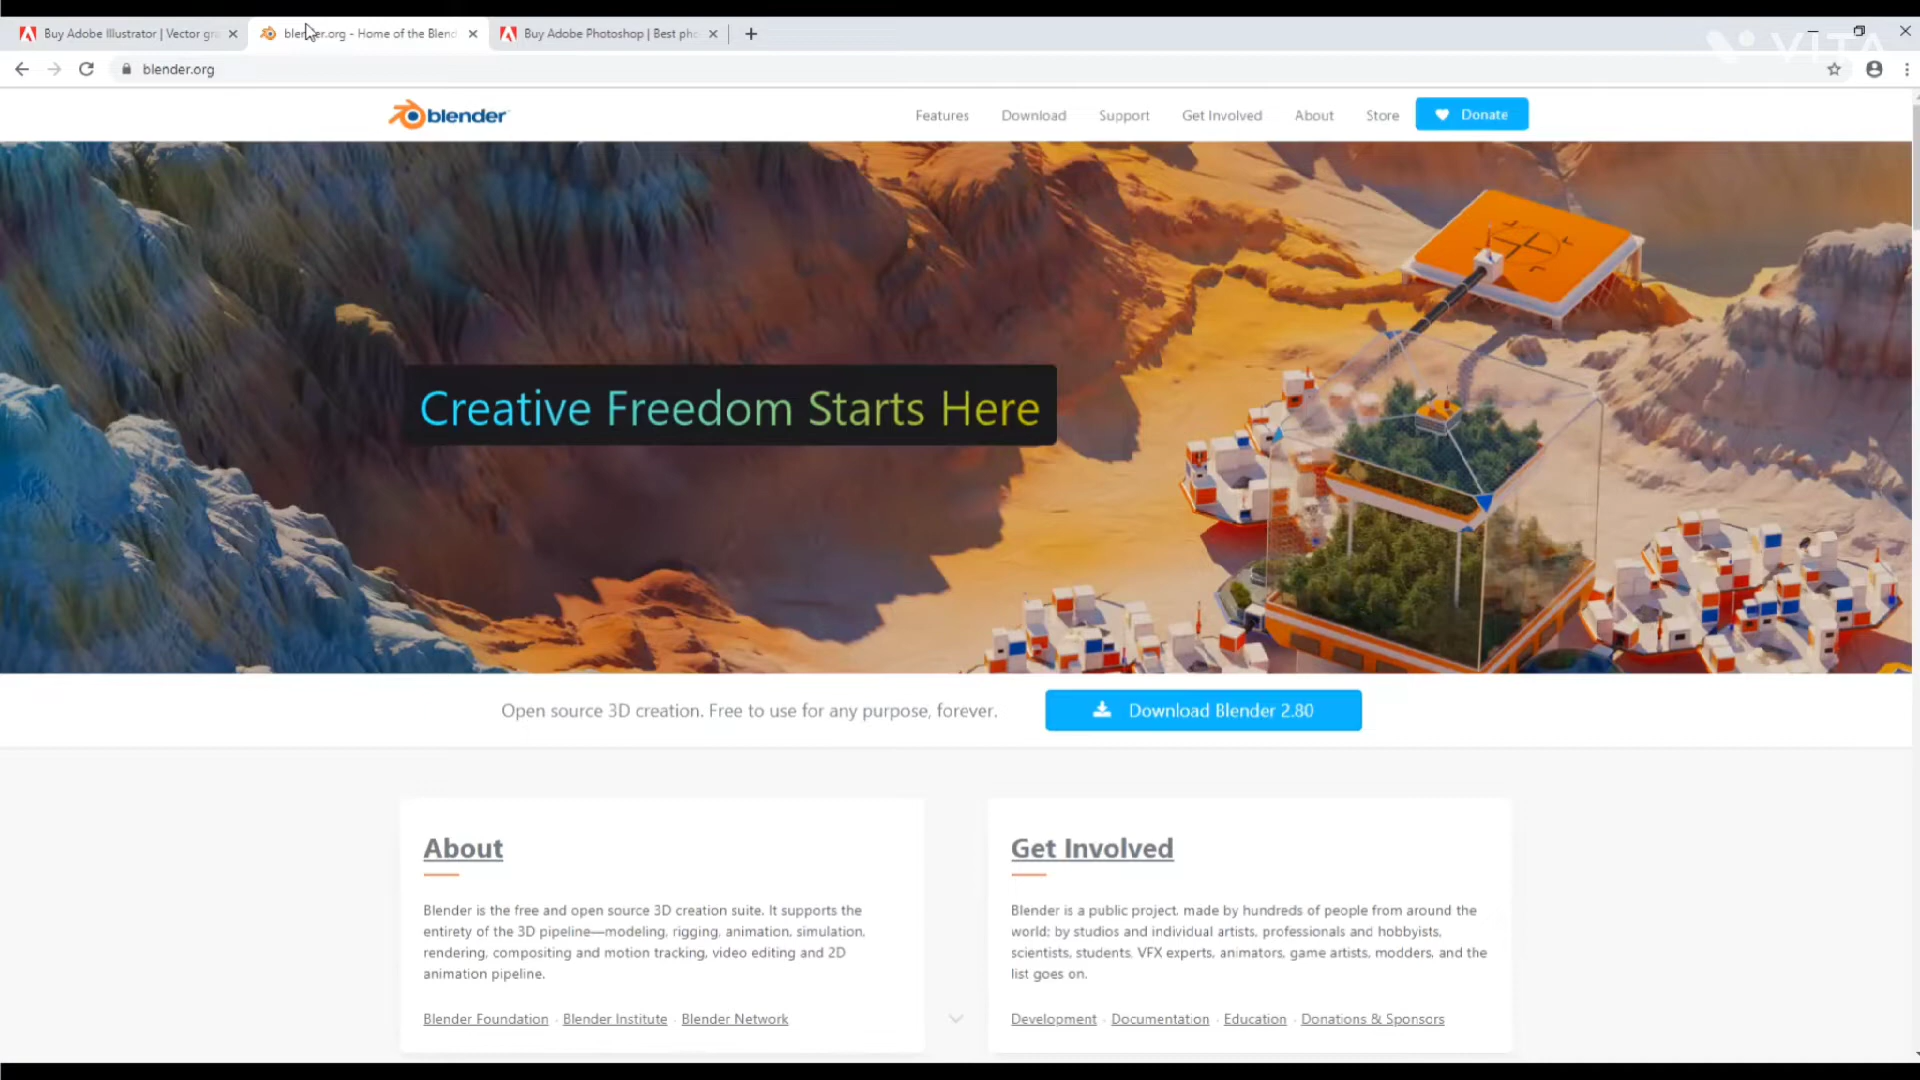 Buy Adobe Illustrator | Vector gra
blender.org - Home of the Blend
Buy Adobe Photoshop | Best pho
VITA
blender.org
blender
Features
Download
Support
Get Involved
About
Store
Donate
Creative Freedom Starts Here
Open source 3D creation. Free to use for any purpose, forever.
Download Blender 2.80
About
Blender is the free and open source 3D creation suite. It supports the
entirety of the 3D pipeline—modeling, rigging, animation, simulation,
rendering, compositing and motion tracking, video editing and 2D
animation pipeline.
Blender Foundation · Blender Institute · Blender Network
Get Involved
Blender is a public project, made by hundreds of people from around the
world; by studios and individual artists, professionals and hobbyists,
scientists, students, VFX experts, animators, game artists, modders, and the
list goes on.
Development · Documentation · Education · Donations & Sponsors